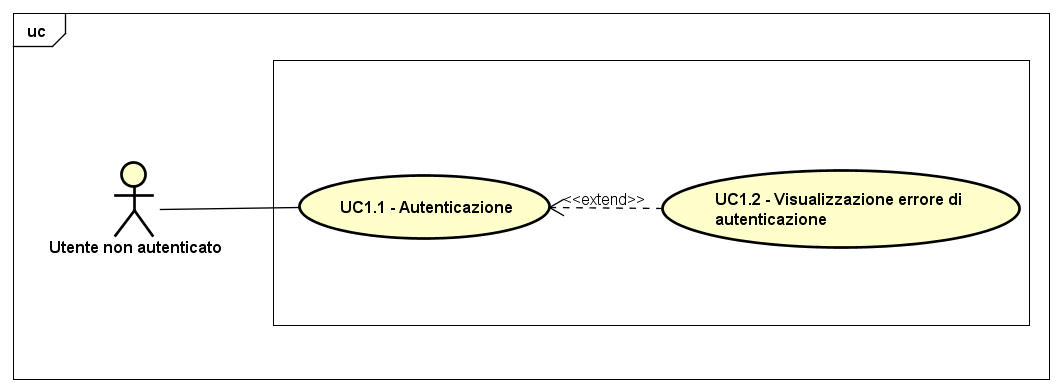 uc
Utente non autenticato
UC1.1 - Autenticazione
<<extend>>
UC1.2 - Visualizzazione errore di
autenticazione